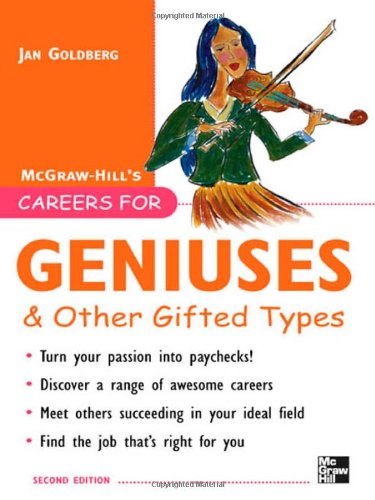 Copyrighted Material
JAN GOLDBERG
MCGRAW-HILL'S
CAREERS FOR
GENIUSES
& Other Gifted Types
• Turn your passion into paychecks!
• Discover a range of awesome careers
• Meet others succeeding in your ideal field
• Find the job that's right for you
SECOND EDITION
Mc
Graw
Hill
Copyrighted Material